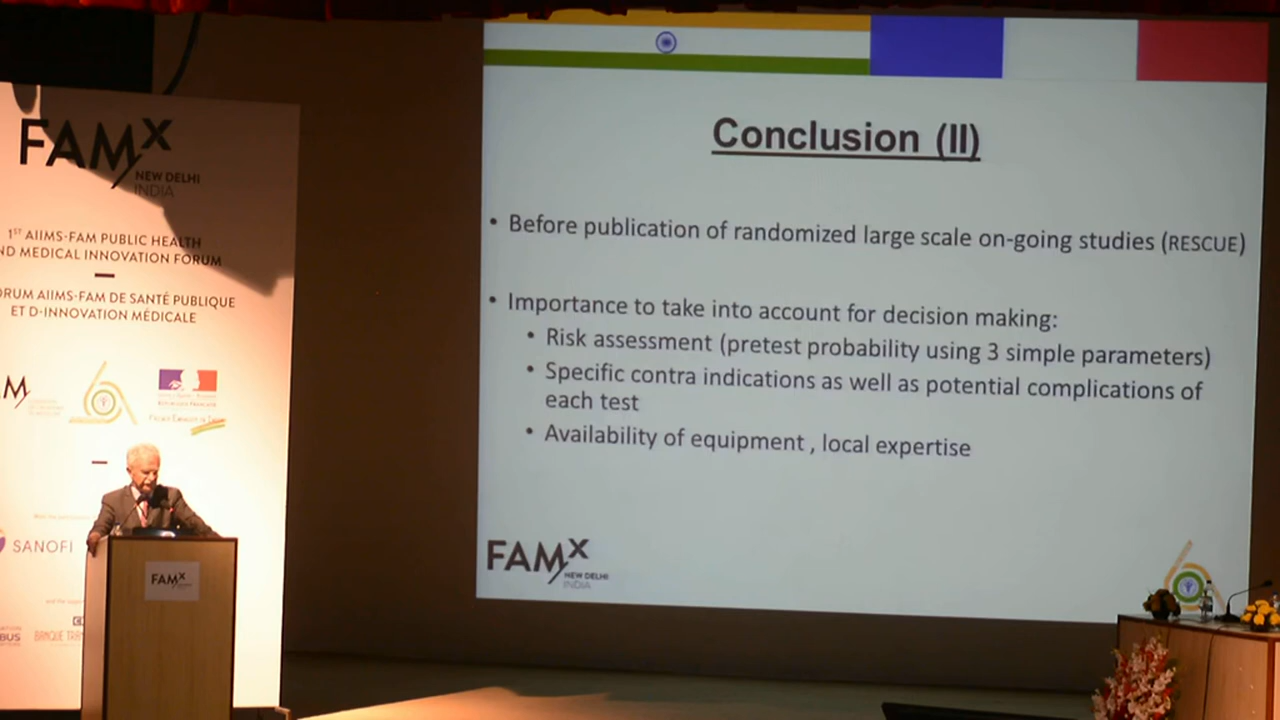 FAMX
NEW DELHI
INDIA
1ST AIIMS-FAM PUBLIC HEALTH
ND MEDICAL INNOVATION FORUM
ORUM AIIMS-FAM DE SANTÉ PUBLIQUE
ET D-INNOVATION MÉDICALE
SANOFI
BUS
BANQUE TRA
FAMX
Conclusion (II)
• Before publication of randomized large scale on-going studies (RESCUE)
• Importance to take into account for decision making:
• Risk assessment (pretest probability using 3 simple parameters)
• Specific contra indications as well as potential complications of
each test
• Availability of equipment , local expertise
FAMX
NEW DELHI
INDIA